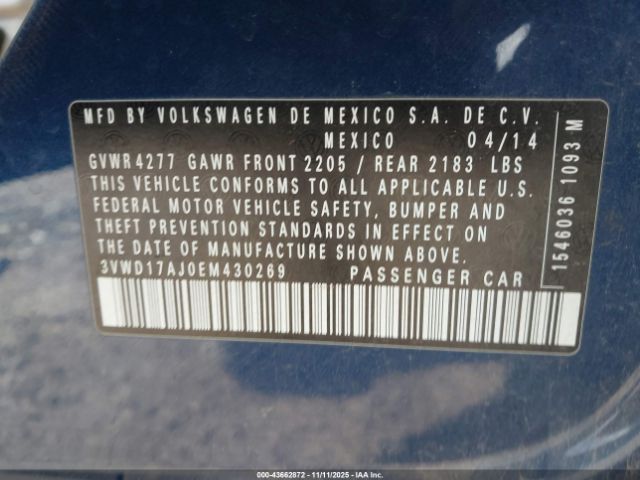 MFD BY VOLKSWAGEN DE MEXICO S.A. DE C.V.
MEXICO 04/14
GVWR 4277 GAWR FRONT 2205 / REAR 2183 LBS
THIS VEHICLE CONFORMS TO ALL APPLICABLE U.S.
FEDERAL MOTOR VEHICLE SAFETY, BUMPER AND
THEFT PREVENTION STANDARDS IN EFFECT ON
THE DATE OF MANUFACTURE SHOWN ABOVE.
3VWD17AJ0EM430269 PASSENGER CAR
1546036 1093 M
000-43662672 - 11/11/2025 - IAA Inc.